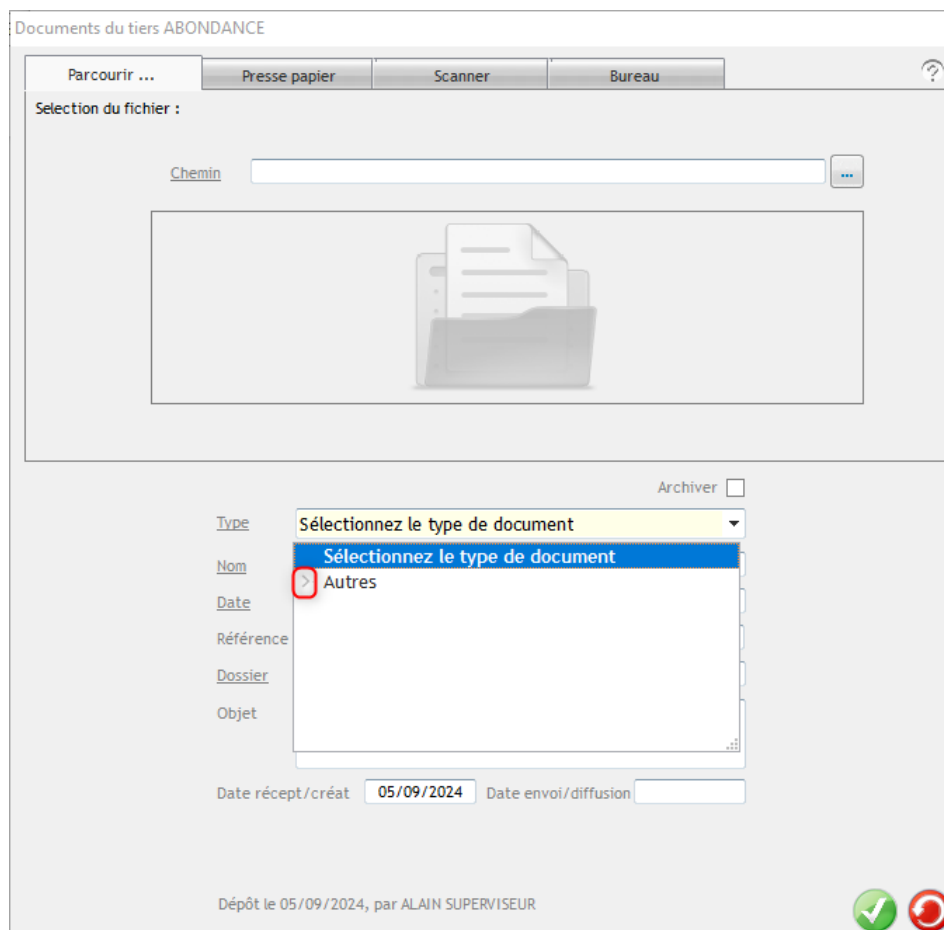 Documents du tiers ABONDANCE
Parcourir ... Presse papier Scanner Bureau ?
Selection du fichier :
Chemin ...
Archiver
Type Sélectionnez le type de document
Sélectionnez le type de document
Nom
Autres
Date
Référence
Dossier
Objet
Date récept/créat 05/09/2024 Date envoi/diffusion
Dépôt le 05/09/2024, par ALAIN SUPERVISEUR